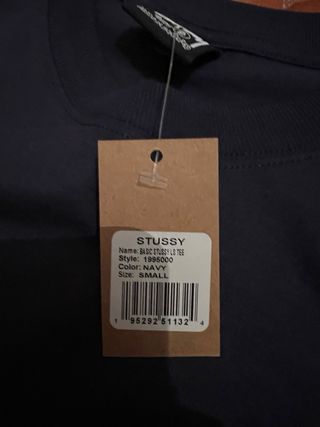 STUSSY
Name: BASIC STUSSY LS TEE
Style: 1995000
Color: NAVY
Size: SMALL
1 95292 51132 4